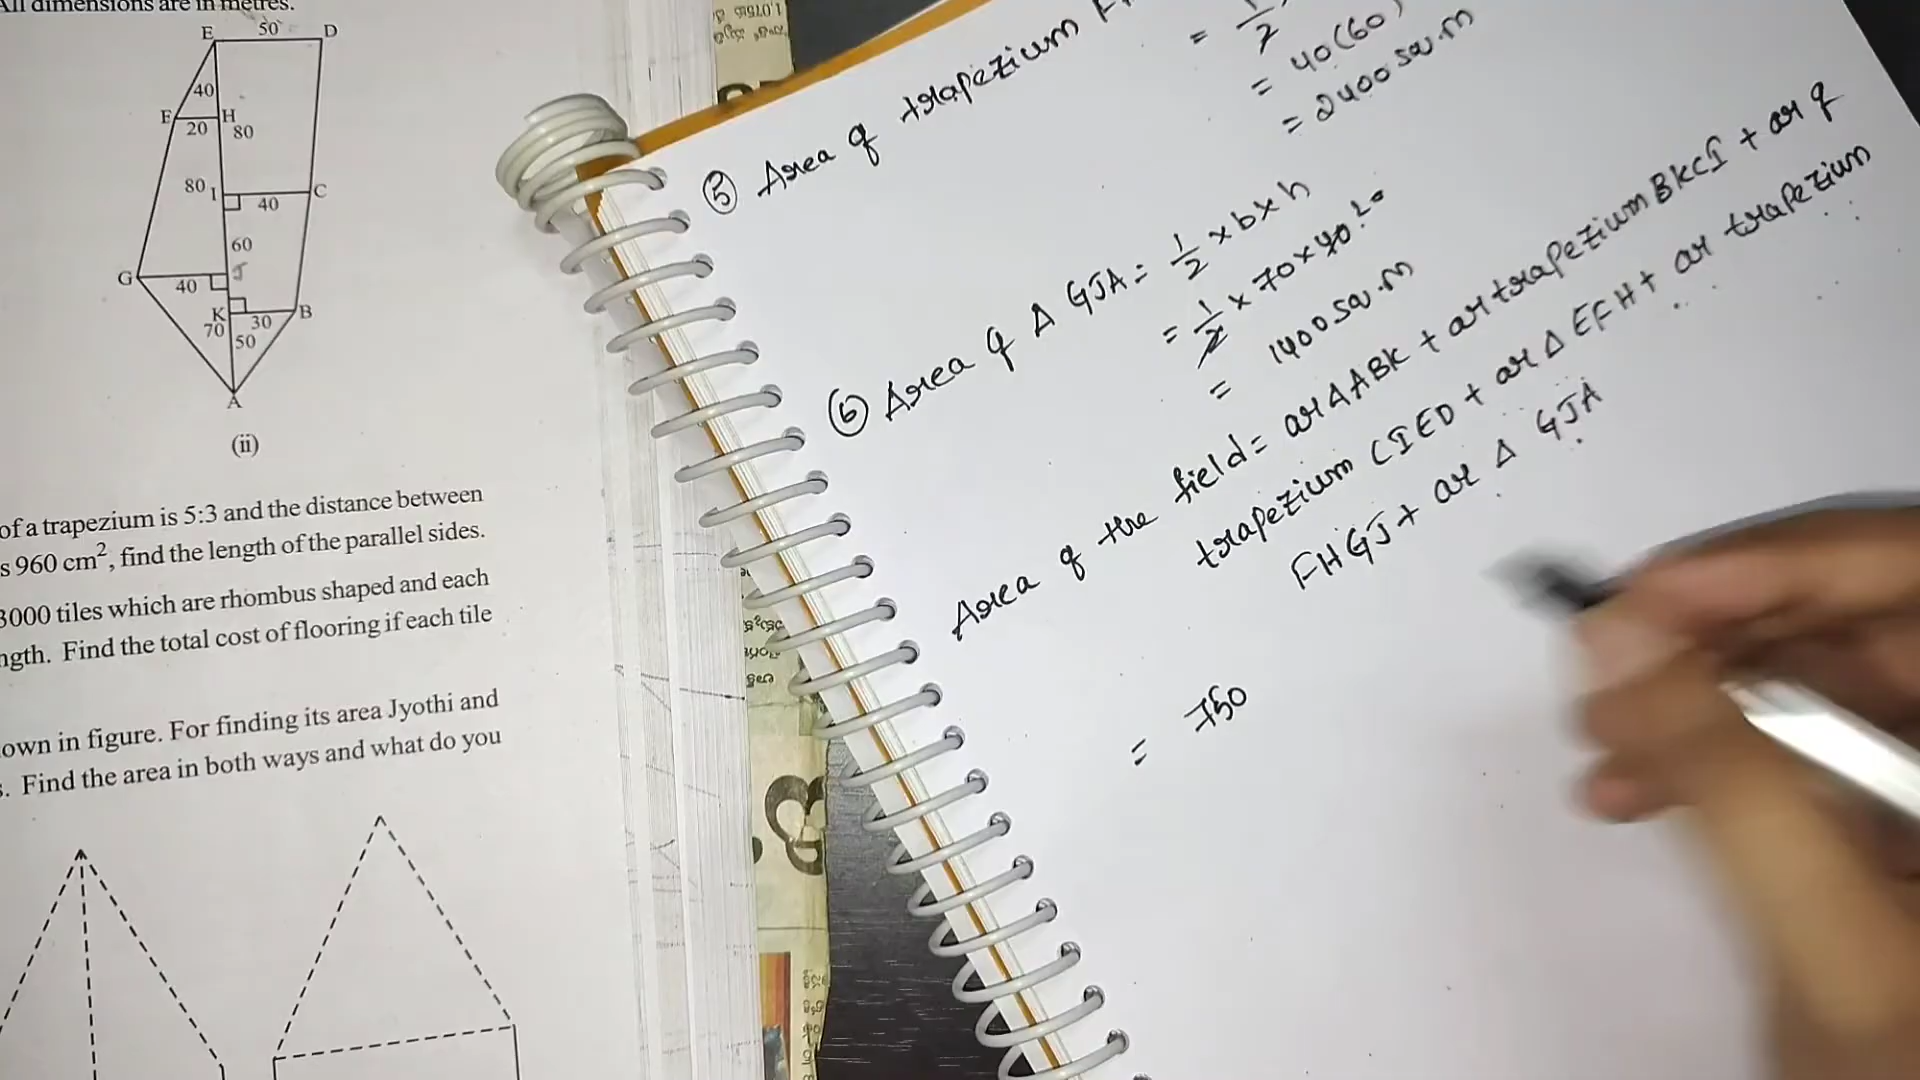 All dimensions are in metres.
50
E
D
40
F
H
20
80
80
I
C
40
60
J
G
40
K
B
30
70
50
A
(ii)
of a trapezium is 5:3 and the distance between
s 960 cm², find the length of the parallel sides.
3000 tiles which are rhombus shaped and each
ngth. Find the total cost of flooring if each tile
own in figure. For finding its area Jyothi and
s. Find the area in both ways and what do you
⑤ Area of trapezium
= 40(60)
= 2400 sq.m
⑥ Area of Δ GJA = 1/2 × b × h
= 1/2 × 70 × 40 20
= 1400 sq.m
Area of the field = ar Δ ABK + ar trapezium BKCI + ar of
trapezium CIED + ar Δ EFH + ar trapezium
FHGJ + ar Δ GJA
= 750